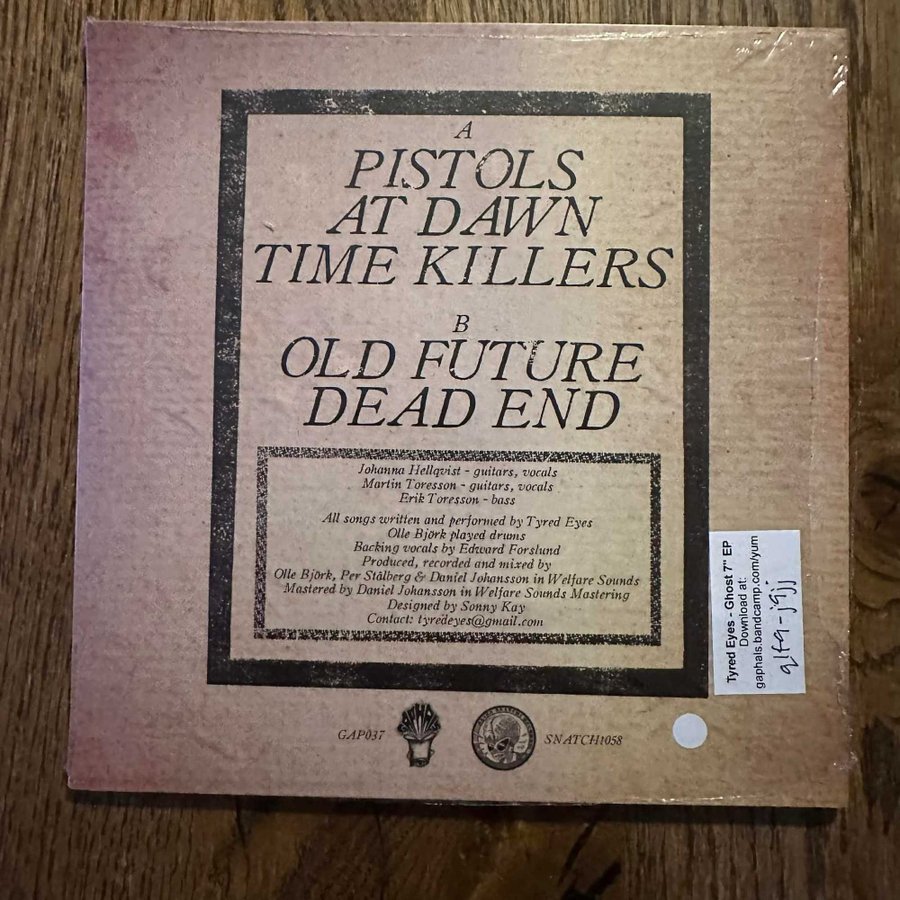 A
PISTOLS
AT DAWN
TIME KILLERS
B
OLD FUTURE
DEAD END
Johanna Hellqvist - guitars, vocals
Martin Toresson - guitars, vocals
Erik Toresson - bass
All songs written and performed by Tyred Eyes
Olle Björk played drums
Backing vocals by Edward Forslund
Produced, recorded and mixed by
Olle Björk, Per Stålberg & Daniel Johansson in Welfare Sounds
Mastered by Daniel Johansson in Welfare Sounds Mastering
Designed by Sonny Kay
Contact: tyredeyes@gmail.com
Tyred Eyes - Ghost 7" EP
Download at:
gaphals.bandcamp.com/yum
GAP037
GAPHALS
SNATCH1058